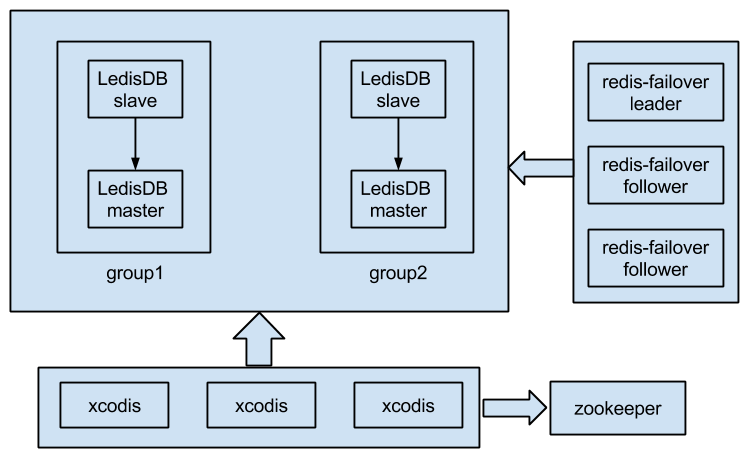 LedisDB
slave
LedisDB
master
group1
LedisDB
slave
LedisDB
master
group2
redis-failover
leader
redis-failover
follower
redis-failover
follower
xcodis
xcodis
xcodis
zookeeper